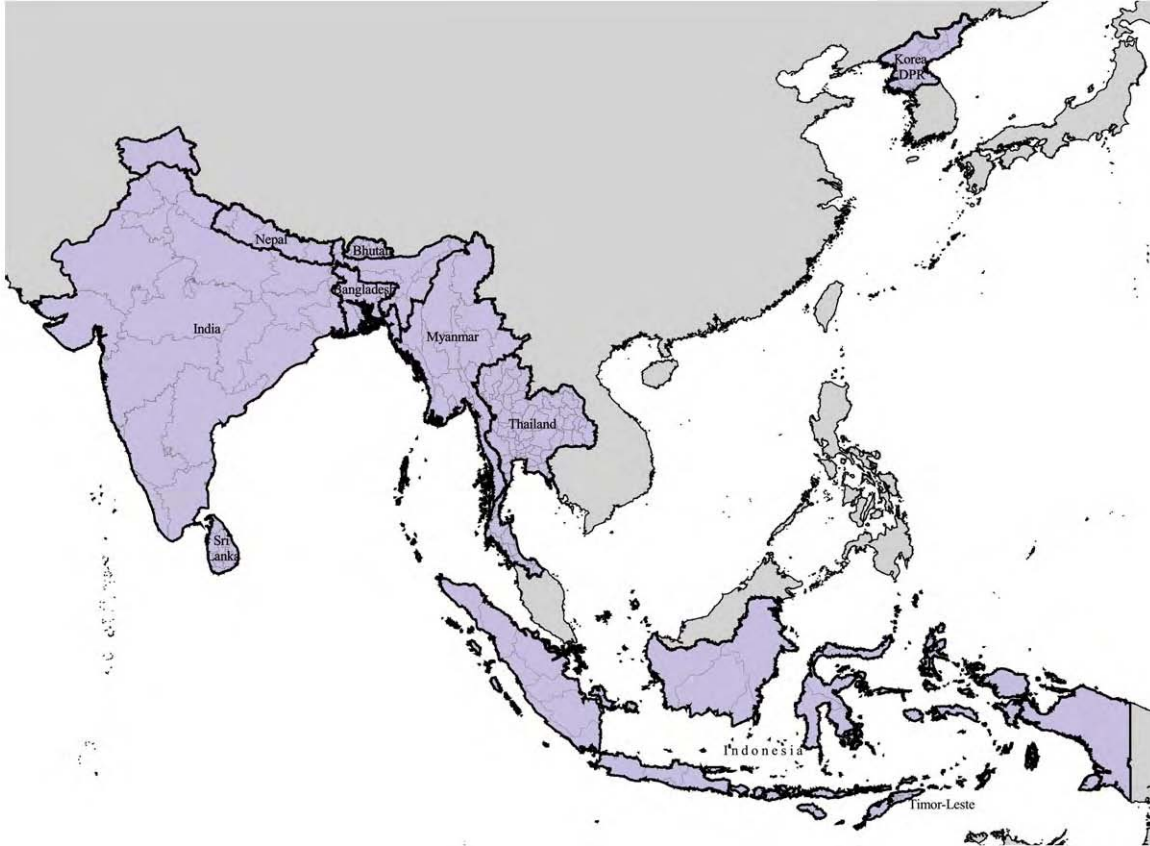 Korea
DPR
Nepal
Bhutan
Bangladesh
India
Myanmar
Thailand
Sri
Lanka
Indonesia
Timor-Leste